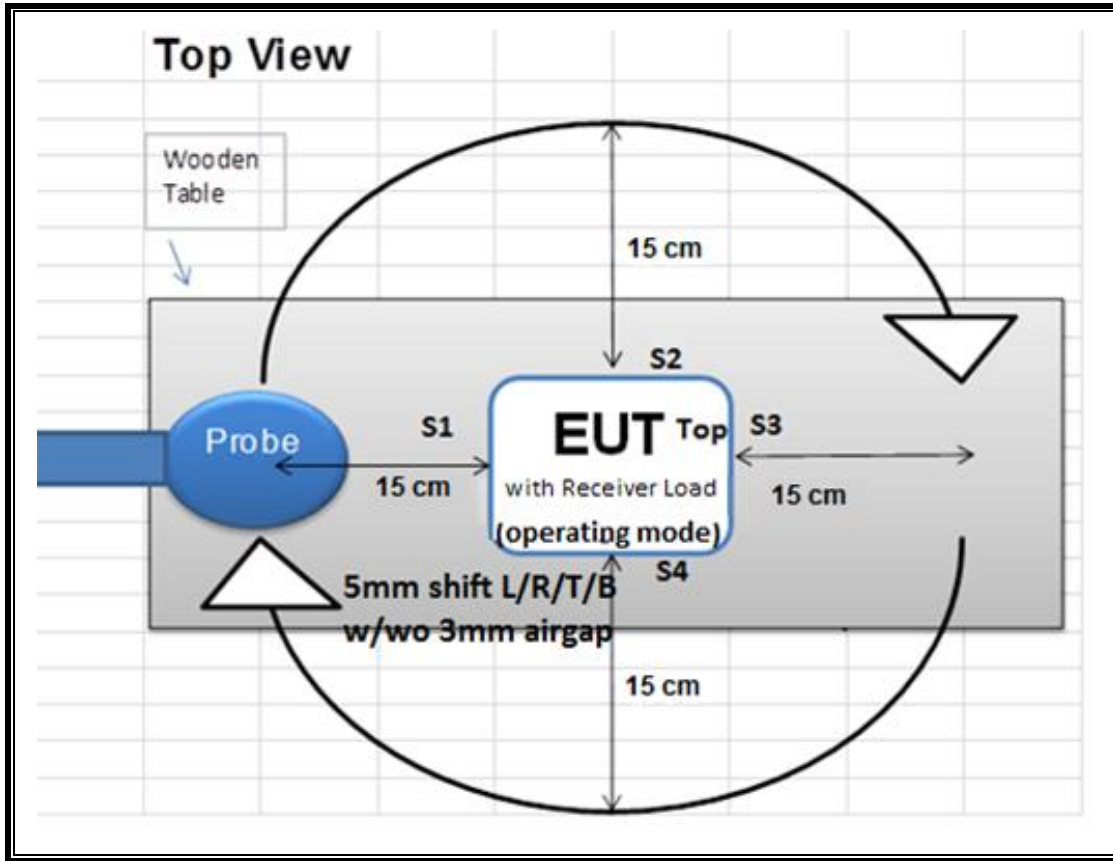 Top View
Wooden
Table
15 cm
S2
Probe
S1
EUT Top
S3
15 cm
with Receiver Load
15 cm
(operating mode)
S4
5mm shift L/R/T/B
w/wo 3mm airgap
15 cm